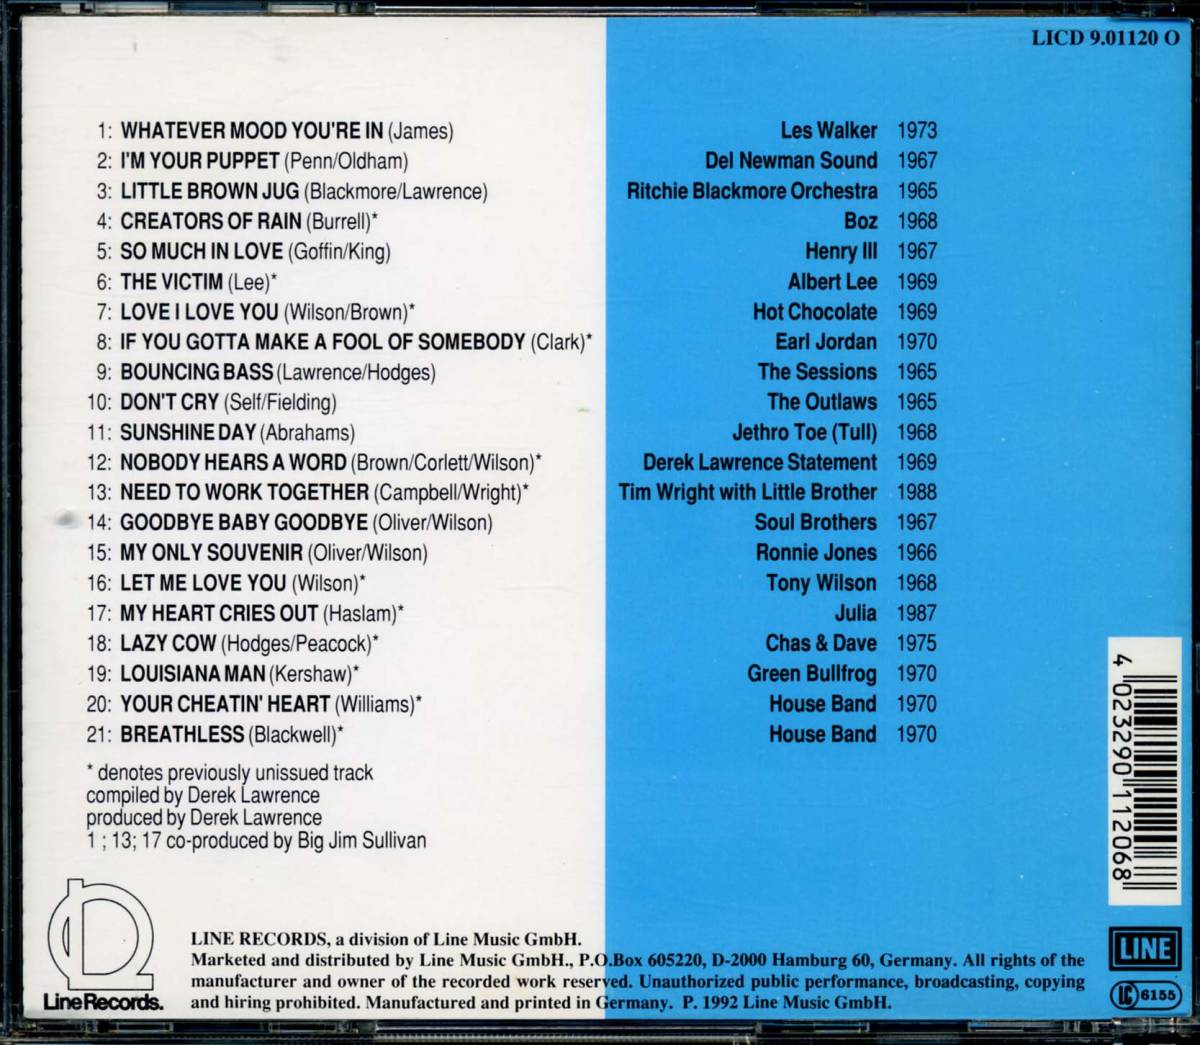 LICD 9.01120 O
1: WHATEVER MOOD YOU'RE IN (James) Les Walker 1973
2: I'M YOUR PUPPET (Penn/Oldham) Del Newman Sound 1967
3: LITTLE BROWN JUG (Blackmore/Lawrence) Ritchie Blackmore Orchestra 1965
4: CREATORS OF RAIN (Burrell)* Boz 1968
5: SO MUCH IN LOVE (Goffin/King) Henry III 1967
6: THE VICTIM (Lee)* Albert Lee 1969
7: LOVE I LOVE YOU (Wilson/Brown)* Hot Chocolate 1969
8: IF YOU GOTTA MAKE A FOOL OF SOMEBODY (Clark)* Earl Jordan 1970
9: BOUNCING BASS (Lawrence/Hodges) The Sessions 1965
10: DON'T CRY (Self/Fielding) The Outlaws 1965
11: SUNSHINE DAY (Abrahams) Jethro Toe (Tull) 1968
12: NOBODY HEARS A WORD (Brown/Corlett/Wilson)* Derek Lawrence Statement 1969
13: NEED TO WORK TOGETHER (Campbell/Wright)* Tim Wright with Little Brother 1988
14: GOODBYE BABY GOODBYE (Oliver/Wilson) Soul Brothers 1967
15: MY ONLY SOUVENIR (Oliver/Wilson) Ronnie Jones 1966
16: LET ME LOVE YOU (Wilson)* Tony Wilson 1968
17: MY HEART CRIES OUT (Haslam)* Julia 1987
18: LAZY COW (Hodges/Peacock)* Chas & Dave 1975
19: LOUISIANA MAN (Kershaw)* Green Bullfrog 1970
20: YOUR CHEATIN' HEART (Williams)* House Band 1970
21: BREATHLESS (Blackwell)* House Band 1970
* denotes previously unissued track
compiled by Derek Lawrence
produced by Derek Lawrence
1 ; 13; 17 co-produced by Big Jim Sullivan
4 023290 112068
Line Records.
LINE RECORDS, a division of Line Music GmbH.
Marketed and distributed by Line Music GmbH., P.O.Box 605220, D-2000 Hamburg 60, Germany. All rights of the
manufacturer and owner of the recorded work reserved. Unauthorized public performance, broadcasting, copying
and hiring prohibited. Manufactured and printed in Germany. P. 1992 Line Music GmbH.
LINE
LC 6155